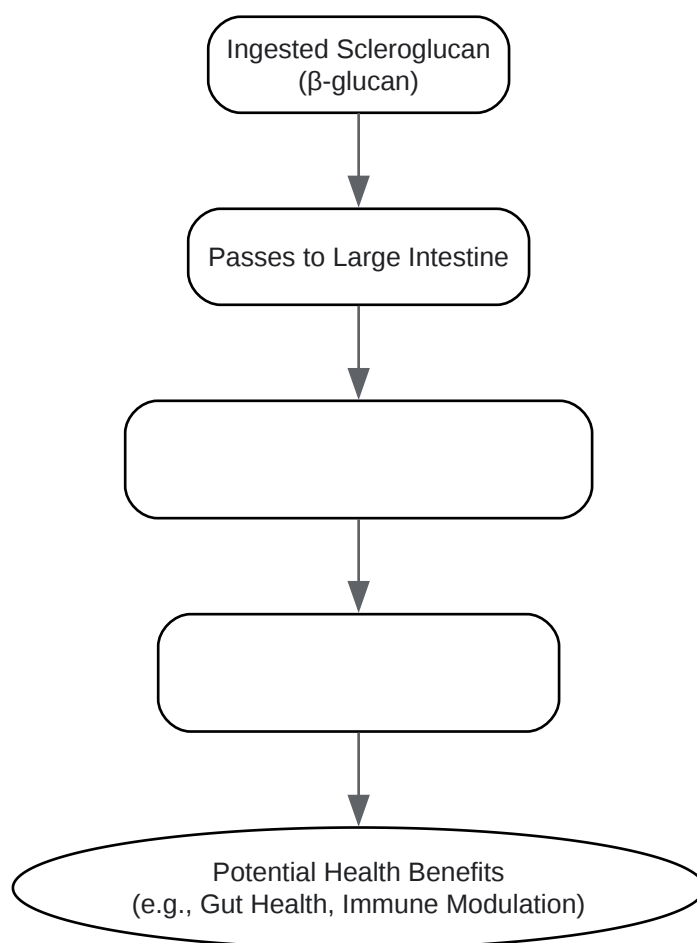 Ingested Scleroglucan
(β-glucan)
Passes to Large Intestine
Potential Health Benefits
(e.g., Gut Health, Immune Modulation)